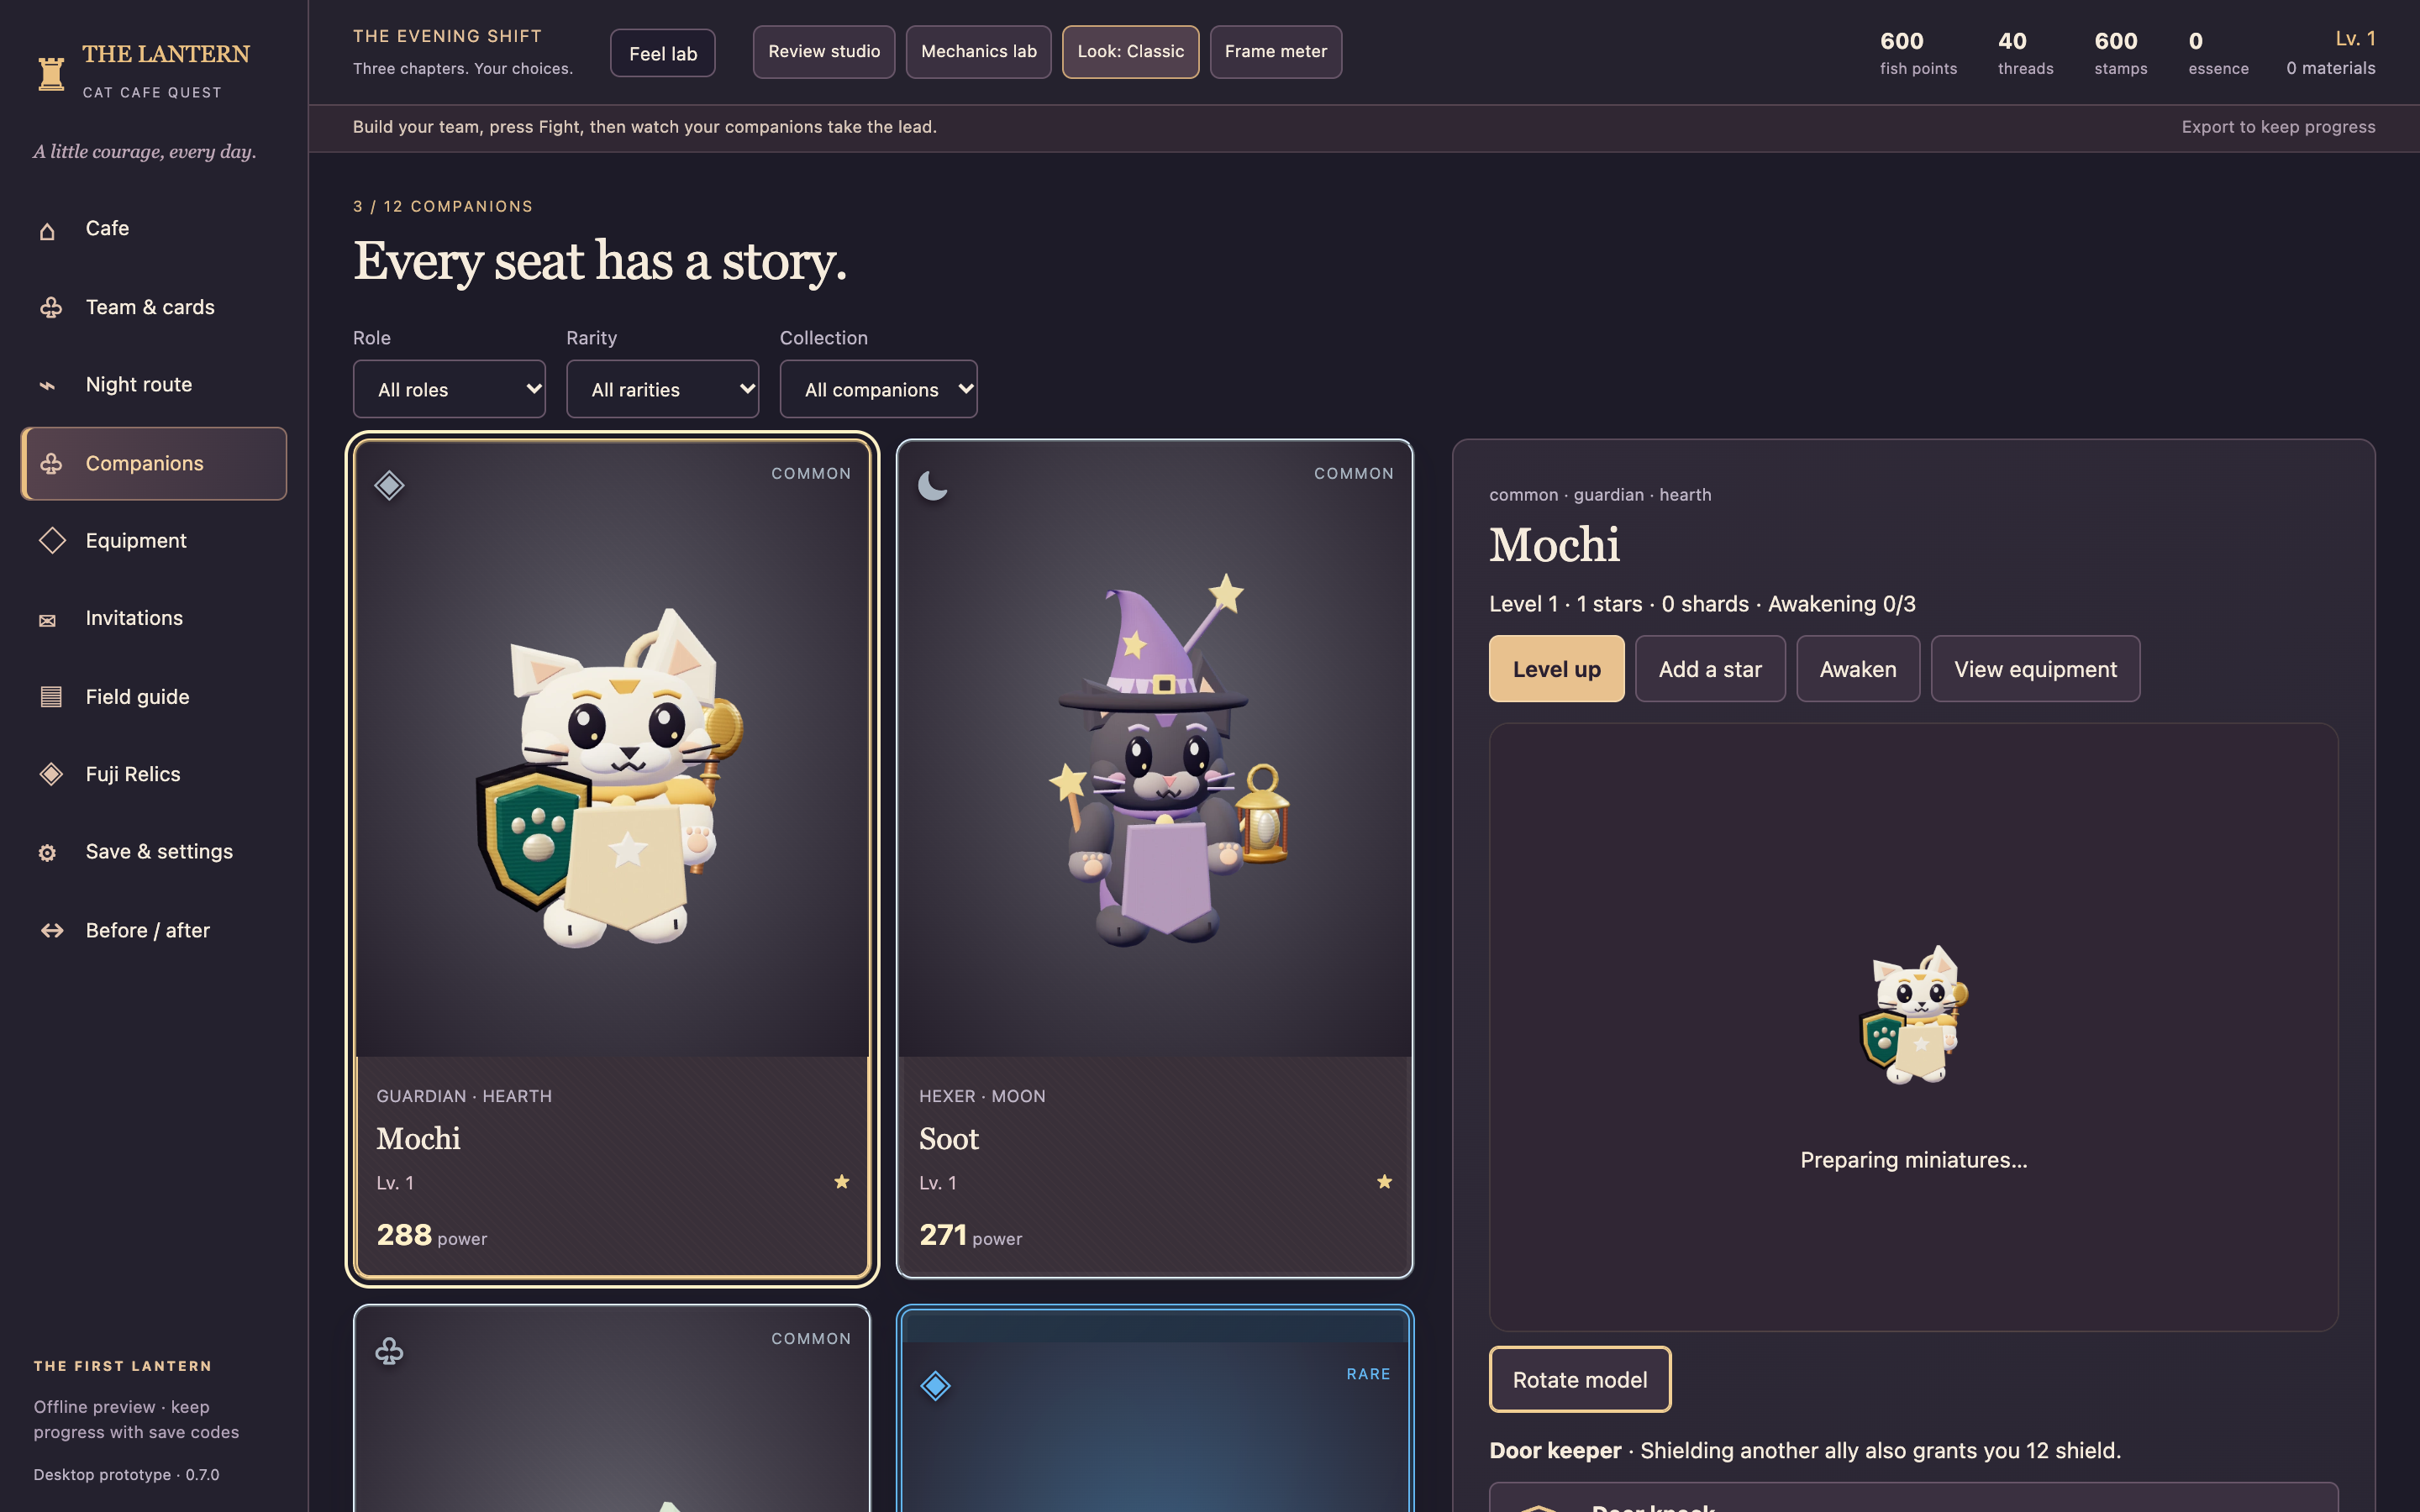 THE LANTERN
CAT CAFE QUEST
A little courage, every day.
Cafe
Team & cards
Night route
Companions
Equipment
Invitations
Field guide
Fuji Relics
Save & settings
Before / after
THE FIRST LANTERN
Offline preview · keep
progress with save codes
Desktop prototype · 0.7.0
THE EVENING SHIFT
Three chapters. Your choices.
Feel lab
Review studio
Mechanics lab
Look: Classic
Frame meter
600
fish points
40
threads
600
stamps
0
essence
Lv. 1
0 materials
Build your team, press Fight, then watch your companions take the lead.
Export to keep progress
3 / 12 COMPANIONS
Every seat has a story.
Role
Rarity
Collection
All roles
All rarities
All companions
COMMON
GUARDIAN · HEARTH
Mochi
Lv. 1
288 power
COMMON
HEXER · MOON
Soot
Lv. 1
271 power
COMMON
RARE
common · guardian · hearth
Mochi
Level 1 · 1 stars · 0 shards · Awakening 0/3
Level up
Add a star
Awaken
View equipment
Preparing miniatures…
Rotate model
Door keeper · Shielding another ally also grants you 12 shield.